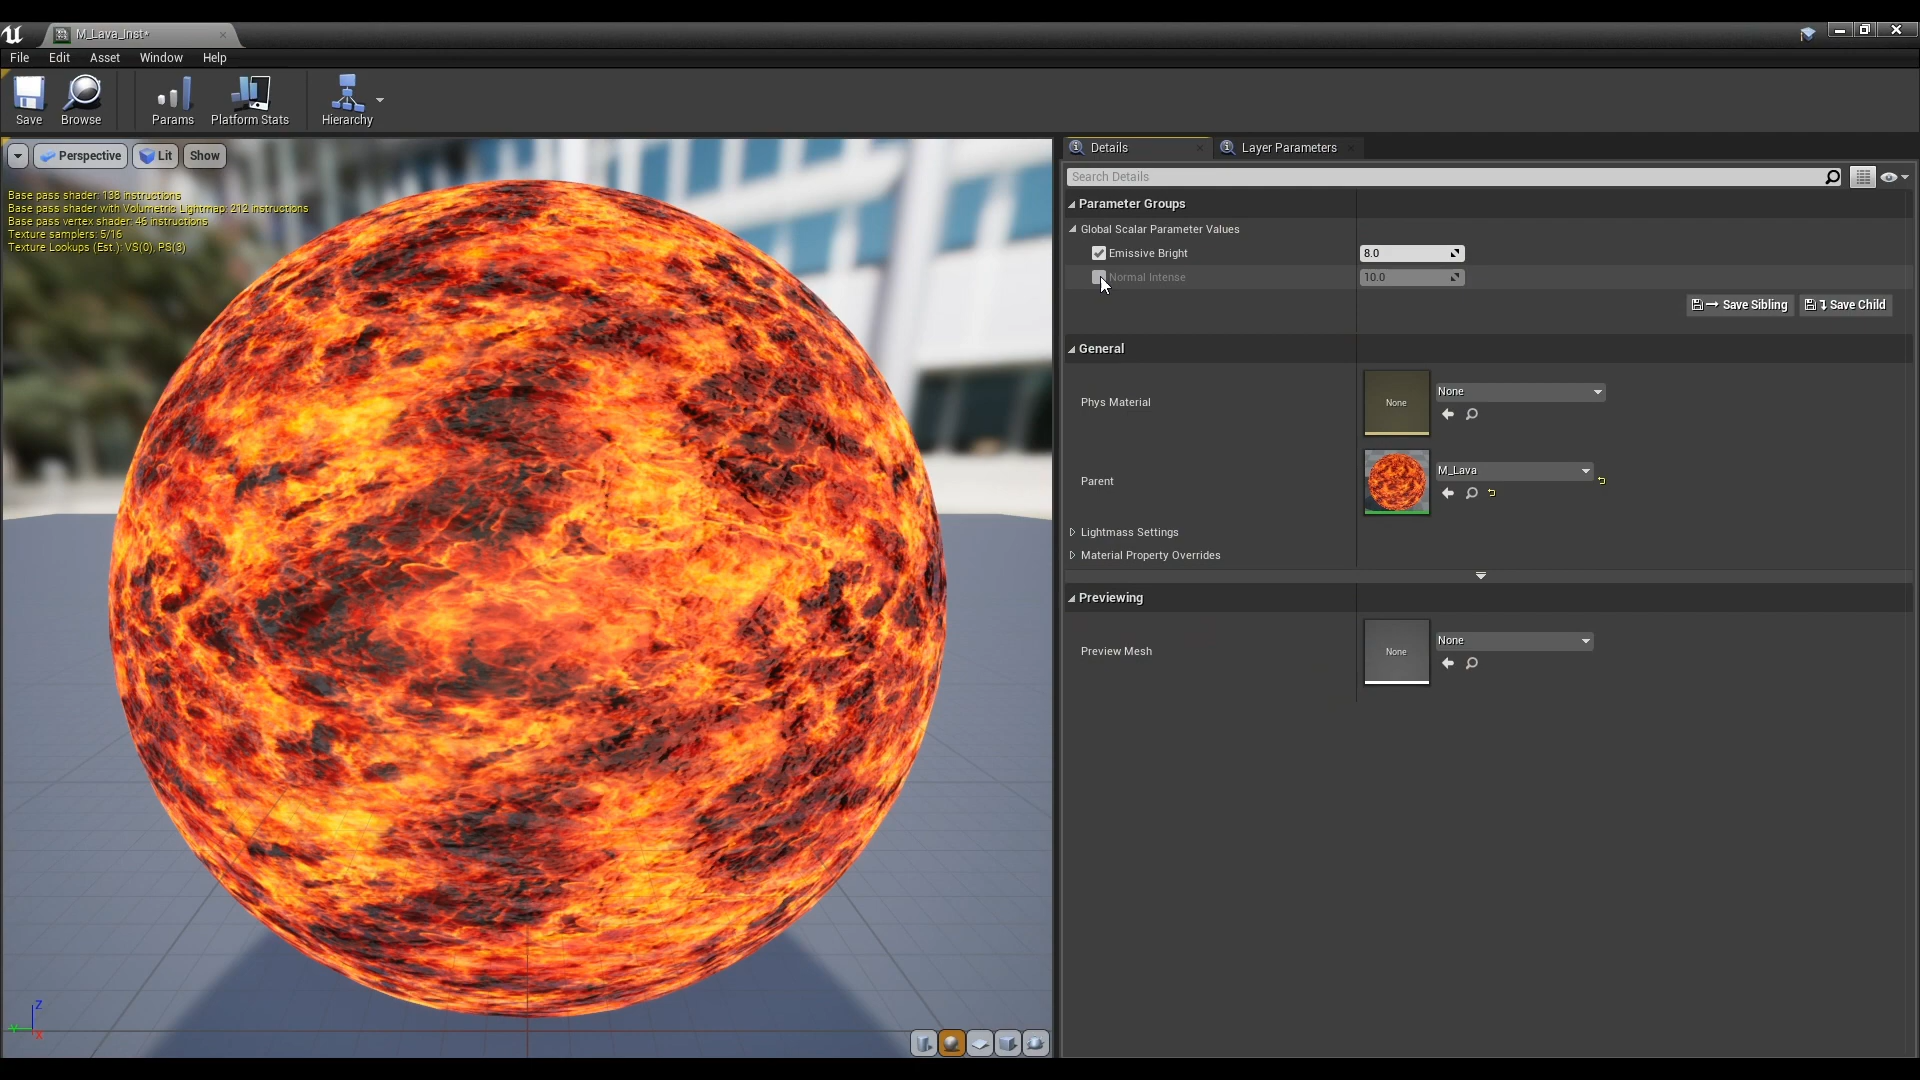 M_Lava_Inst*
File Edit Asset Window Help
Save Browse Params Platform Stats Hierarchy
Perspective Lit Show
Base pass shader: 138 instructions
Base pass shader with Volumetric Lightmap: 212 instructions
Base pass vertex shader: 46 instructions
Texture samplers: 5/16
Texture Lookups (Est.): VS(0), PS(3)
Z
Y
X
Details Layer Parameters
Search Details
Parameter Groups
Global Scalar Parameter Values
Emissive Bright 8.0
Normal Intense 10.0
Save Sibling Save Child
General
Phys Material None None
Parent M_Lava
Lightmass Settings
Material Property Overrides
Previewing
Preview Mesh None None